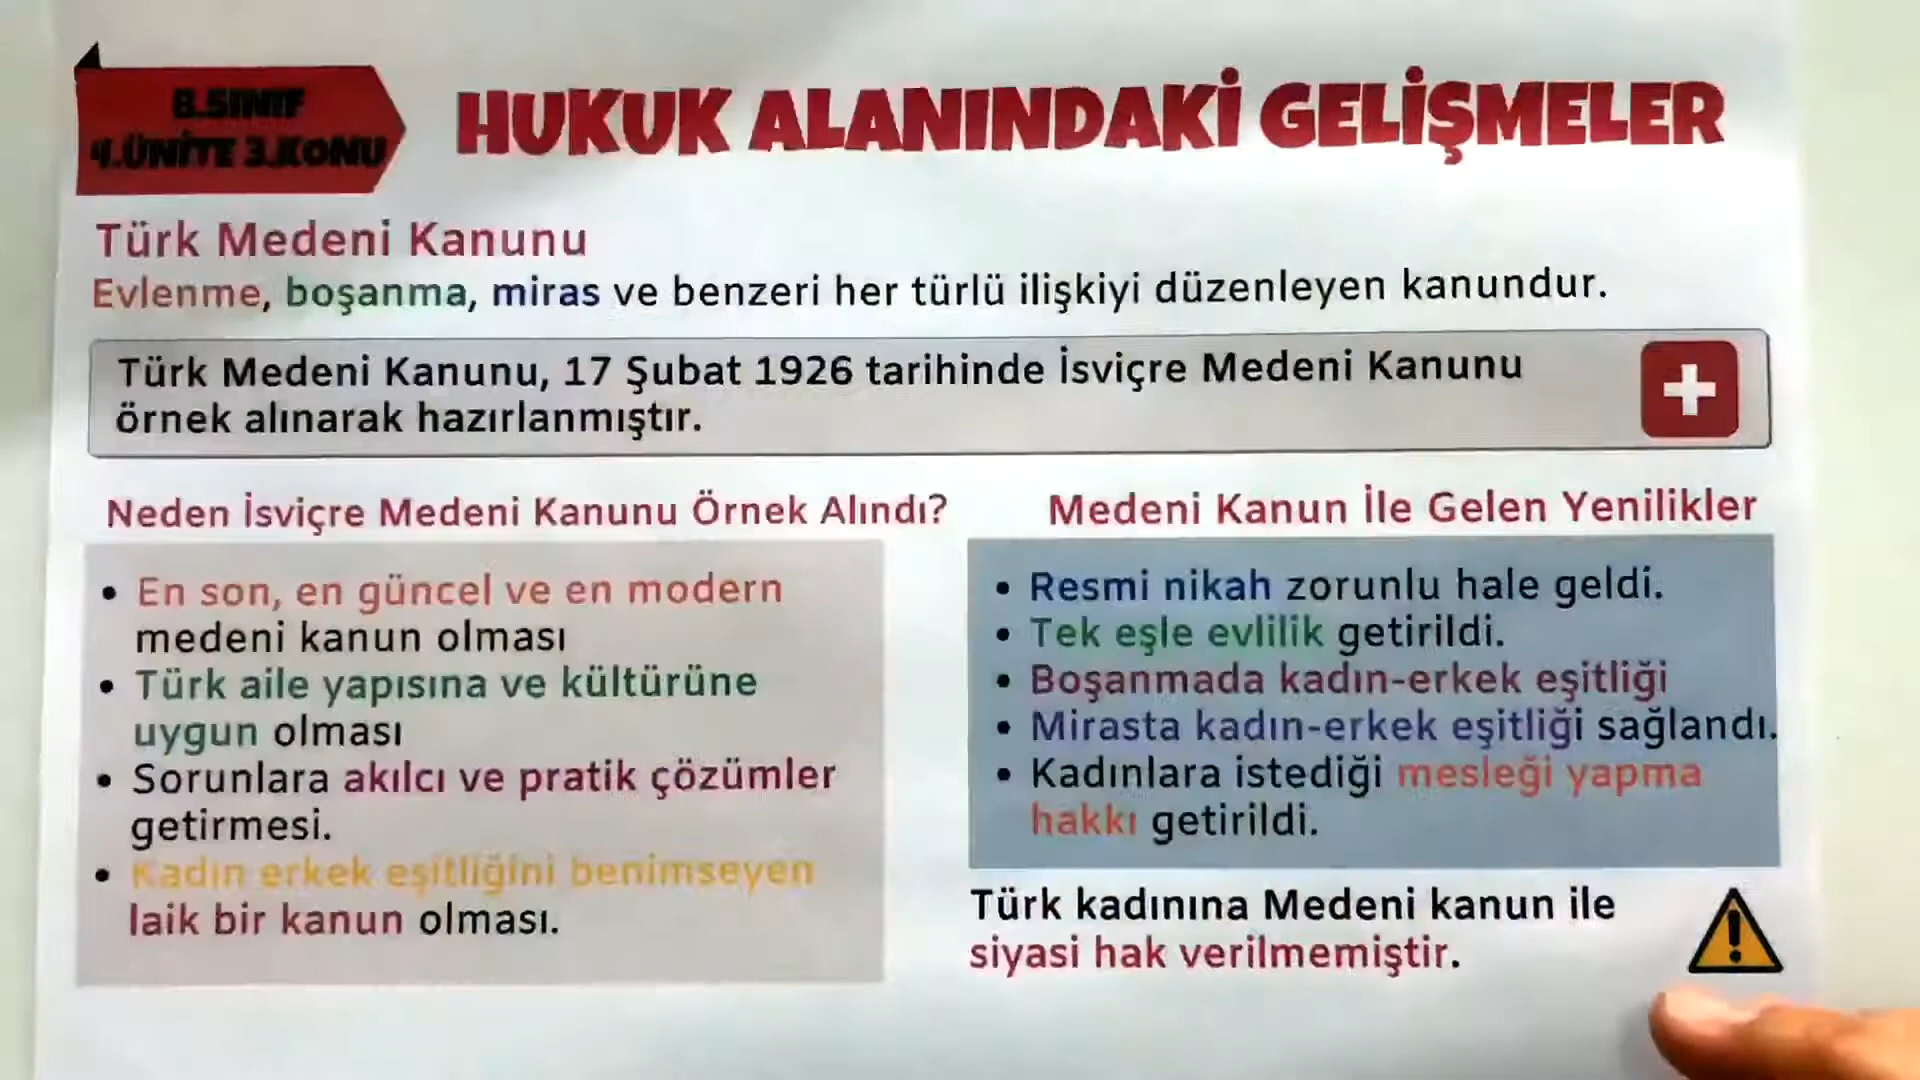 8.SINIF
4.ÜNİTE 3.KONU
HUKUK ALANINDAKİ GELİŞMELER
Türk Medeni Kanunu
Evlenme, boşanma, miras ve benzeri her türlü ilişkiyi düzenleyen kanundur.
Türk Medeni Kanunu, 17 Şubat 1926 tarihinde İsviçre Medeni Kanunu
örnek alınarak hazırlanmıştır.
Neden İsviçre Medeni Kanunu Örnek Alındı?
• En son, en güncel ve en modern
medeni kanun olması
• Türk aile yapısına ve kültürüne
uygun olması
• Sorunlara akılcı ve pratik çözümler
getirmesi.
• Kadın erkek eşitliğini benimseyen
laik bir kanun olması.
Medeni Kanun İle Gelen Yenilikler
• Resmi nikah zorunlu hale geldi.
• Tek eşle evlilik getirildi.
• Boşanmada kadın-erkek eşitliği
• Mirasta kadın-erkek eşitliği sağlandı.
• Kadınlara istediği mesleği yapma
hakkı getirildi.
Türk kadınına Medeni kanun ile
siyasi hak verilmemiştir.